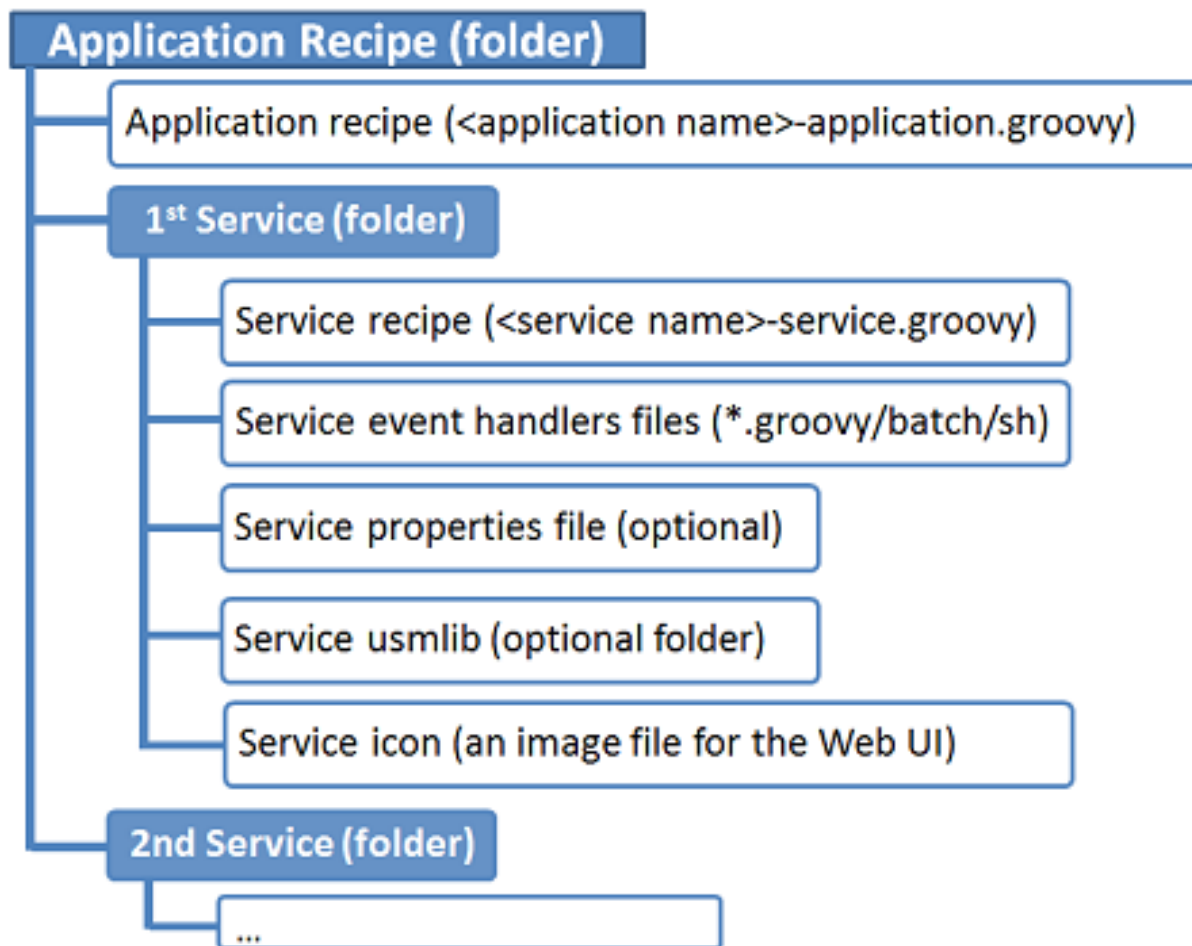 Application Recipe (folder)
Application recipe (<application name>-application.groovy)
1st Service (folder)
Service recipe (<service name>-service.groovy)
Service event handlers files (*.groovy/batch/sh)
Service properties file (optional)
Service usmlib (optional folder)
Service icon (an image file for the Web UI)
2nd Service (folder)
...